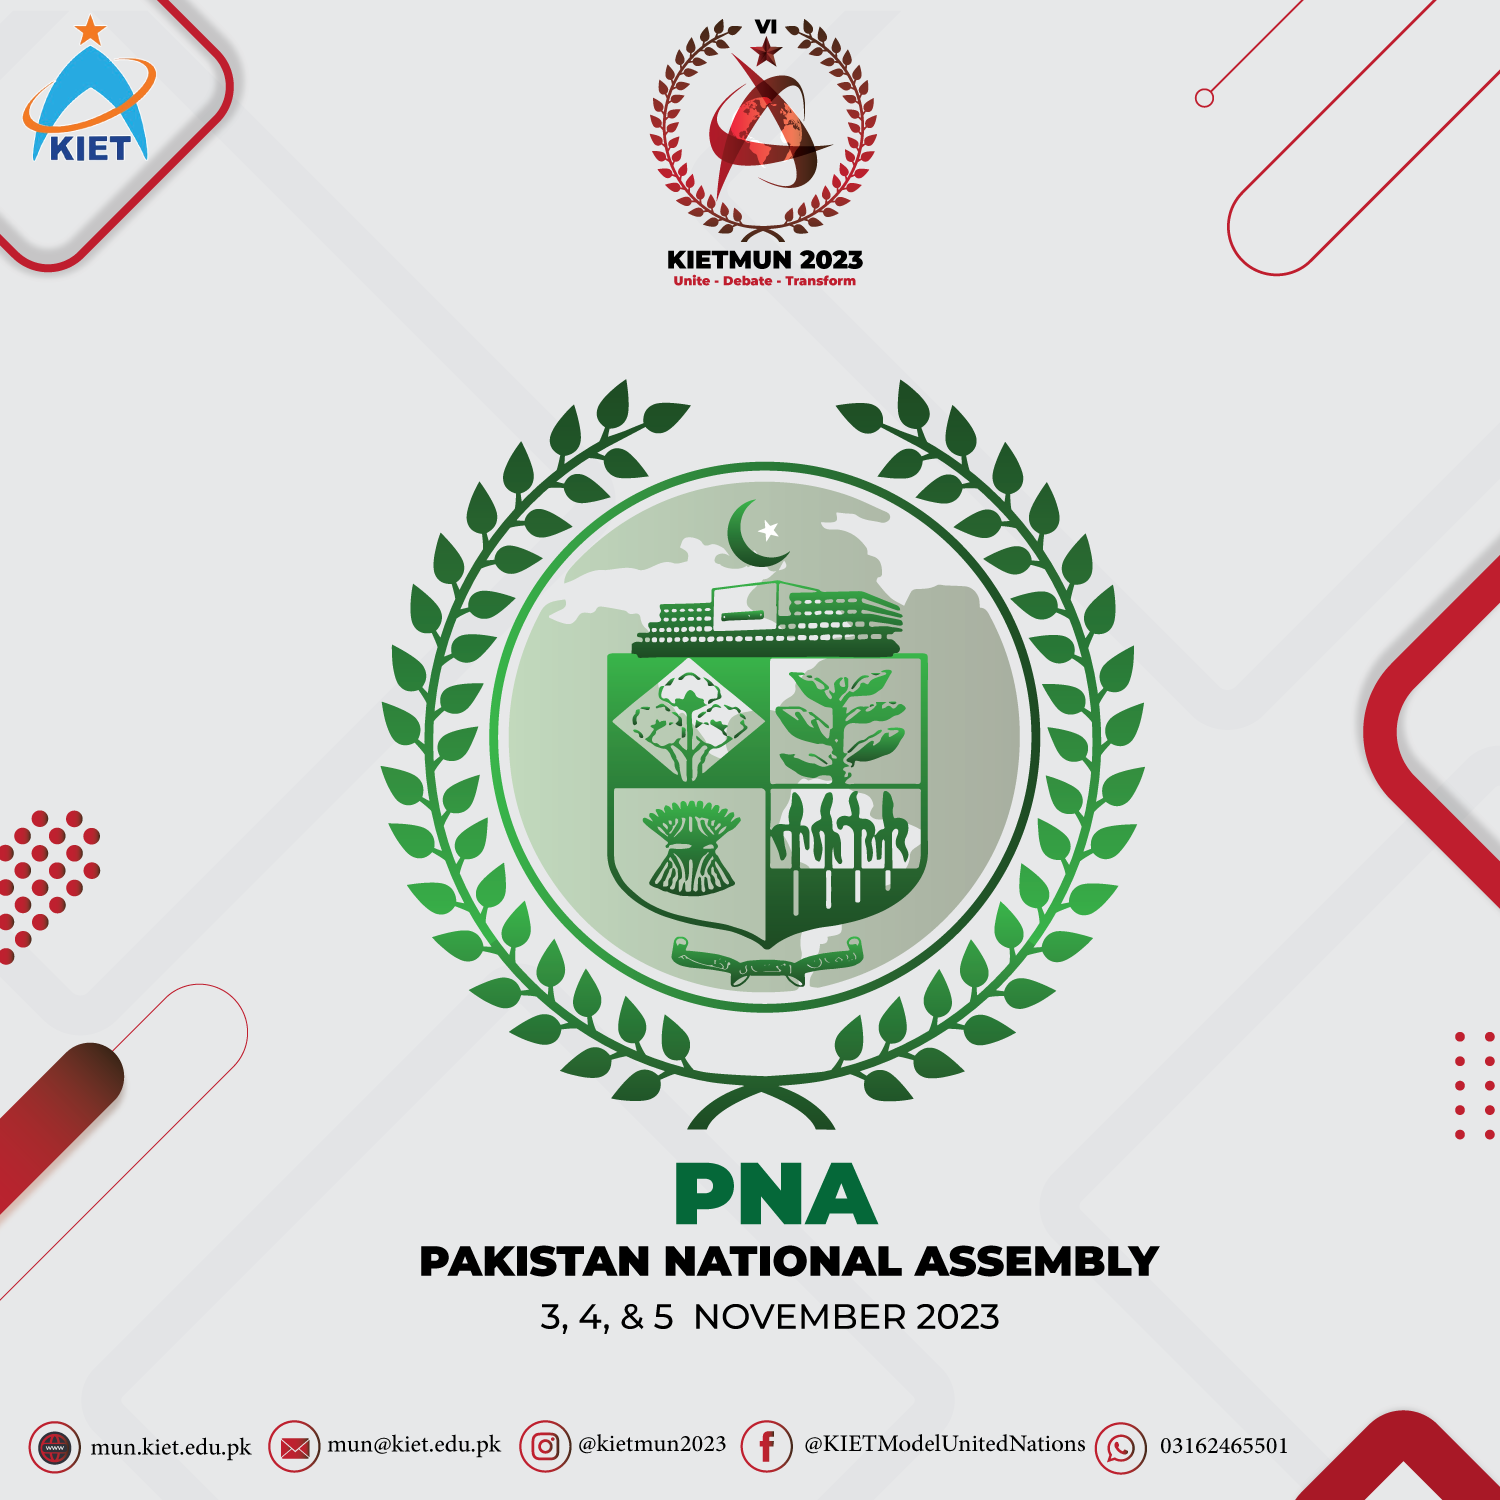 KIET
VI
KIETMUN 2023
Unite - Debate - Transform
PNA
PAKISTAN NATIONAL ASSEMBLY
3, 4, & 5 NOVEMBER 2023
www
mun.kiet.edu.pk
mun@kiet.edu.pk
@kietmun2023
@KIETModelUnitedNations
03162465501